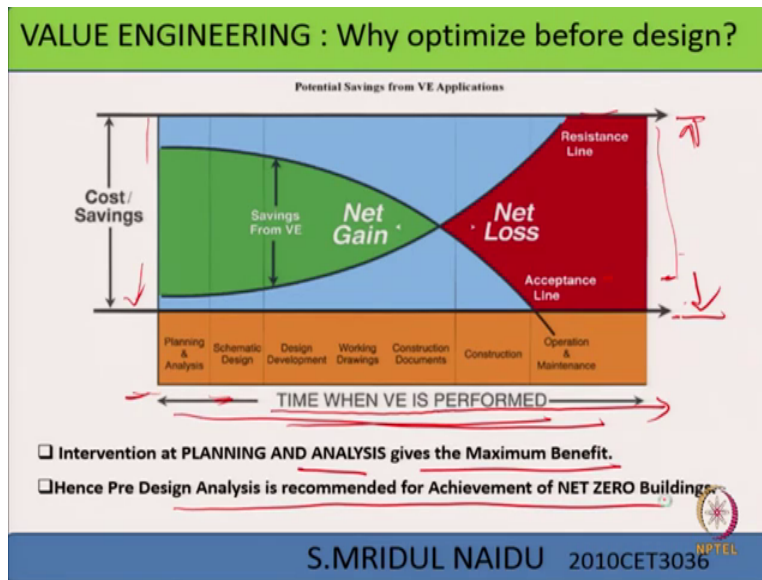 VALUE ENGINEERING : Why optimize before design?
Potential Savings from VE Applications
Resistance
Line
Cost/
Savings
Savings
From VE
Net
Gain
Net
Loss
Acceptance
Line
Planning
&
Analysis
Schematic
Design
Design
Development
Working
Drawings
Construction
Documents
Construction
Operation
&
Maintenance
TIME WHEN VE IS PERFORMED
Intervention at PLANNING AND ANALYSIS gives the Maximum Benefit.
Hence Pre Design Analysis is recommended for Achievement of NET ZERO Buildings.
NPTEL
S.MRIDUL NAIDU 2010CET3036